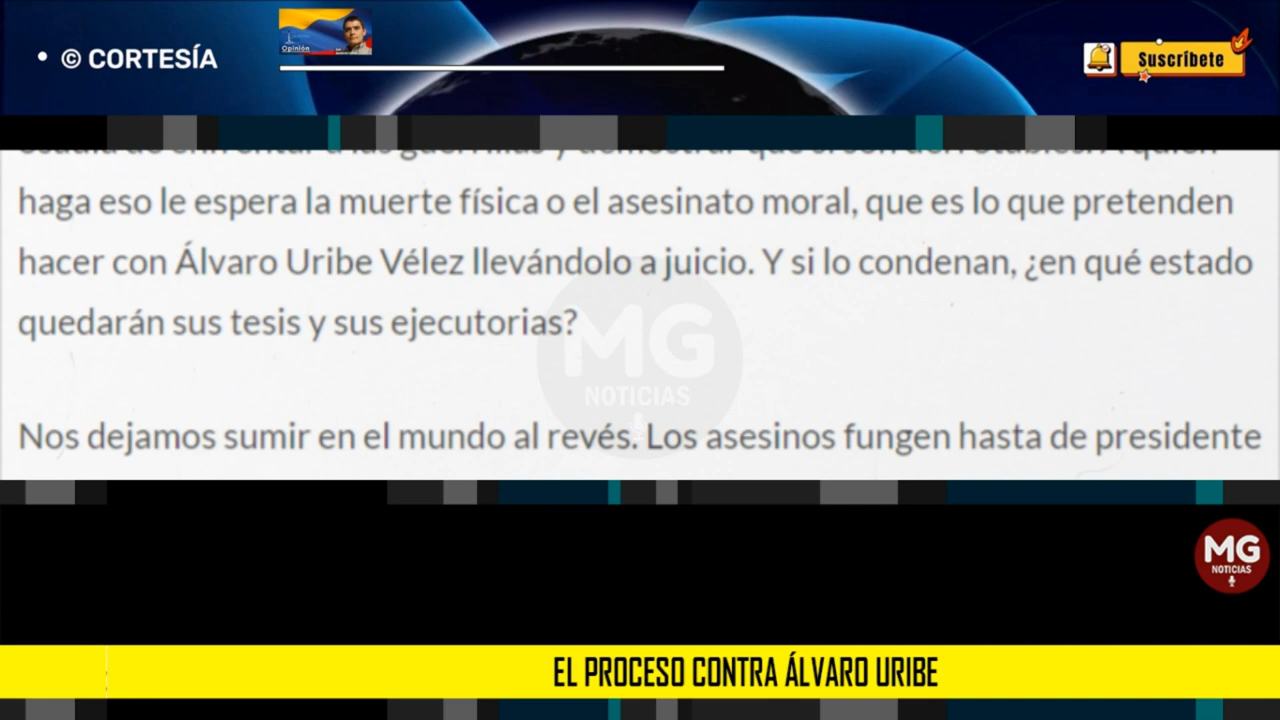 • © CORTESÍA
Opinión
Suscríbete
haga eso le espera la muerte física o el asesinato moral, que es lo que pretenden
hacer con Álvaro Uribe Vélez llevándolo a juicio. Y si lo condenan, ¿en qué estado
quedarán sus tesis y sus ejecutorias?
MG
NOTICIAS
Nos dejamos sumir en el mundo al revés. Los asesinos fungen hasta de presidente
MG
NOTICIAS
EL PROCESO CONTRA ÁLVARO URIBE